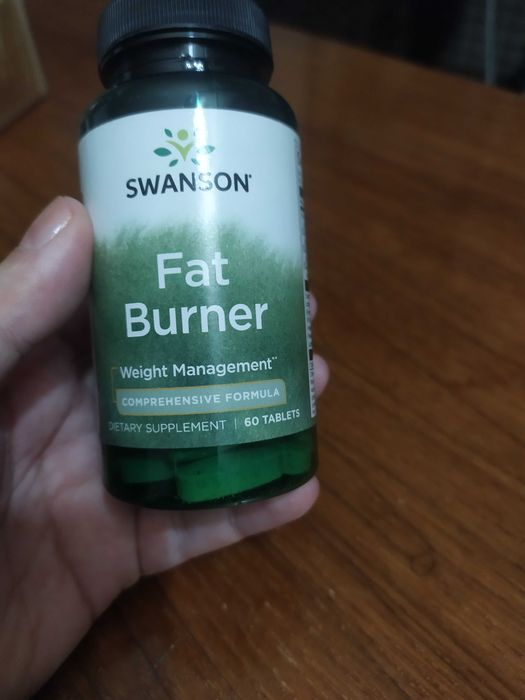 SWANSON®
Fat
Burner
Weight Management**
COMPREHENSIVE FORMULA
DIETARY SUPPLEMENT | 60 TABLETS